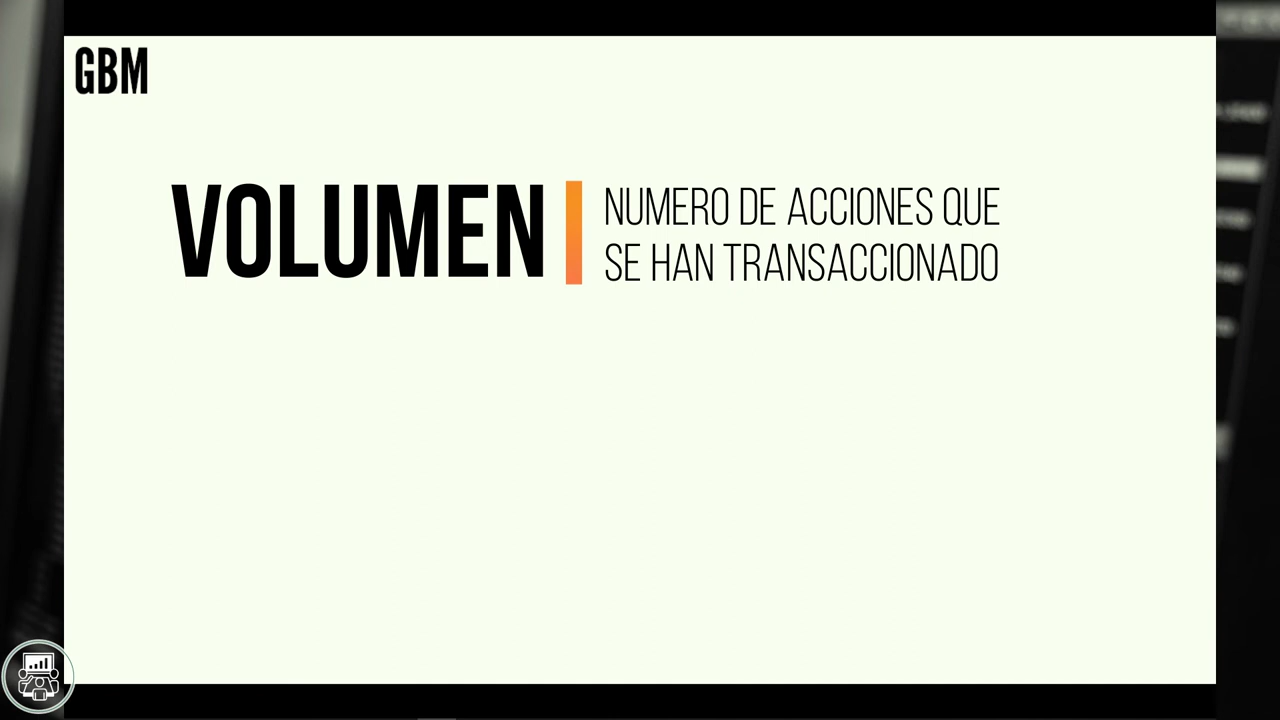 GBM
VOLUMEN
NUMERO DE ACCIONES QUE
SE HAN TRANSACCIONADO